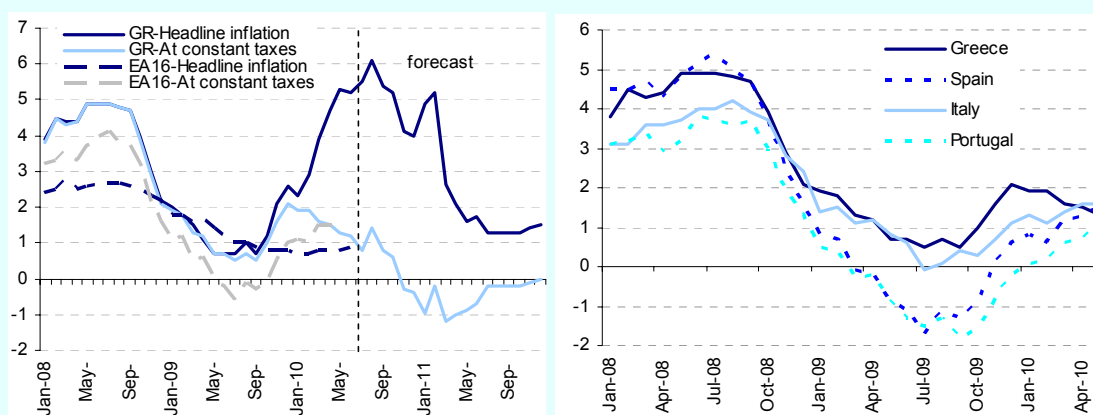 7
6
5
4
3
2
1
0
-1
-2
GR-Headline inflation
GR-At constant taxes
EA16-Headline inflation
EA16-At constant taxes
forecast
Jan-08
May-
Sep-
Jan-09
May-
Sep-
Jan-10
May-
Sep-
Jan-11
May-
Sep-
6
5
4
3
2
1
0
-1
-2
Greece
Spain
Italy
Portugal
Jan-08
Apr-08
Jul-08
Oct-08
Jan-09
Apr-09
Jul-09
Oct-09
Jan-10
Apr-10